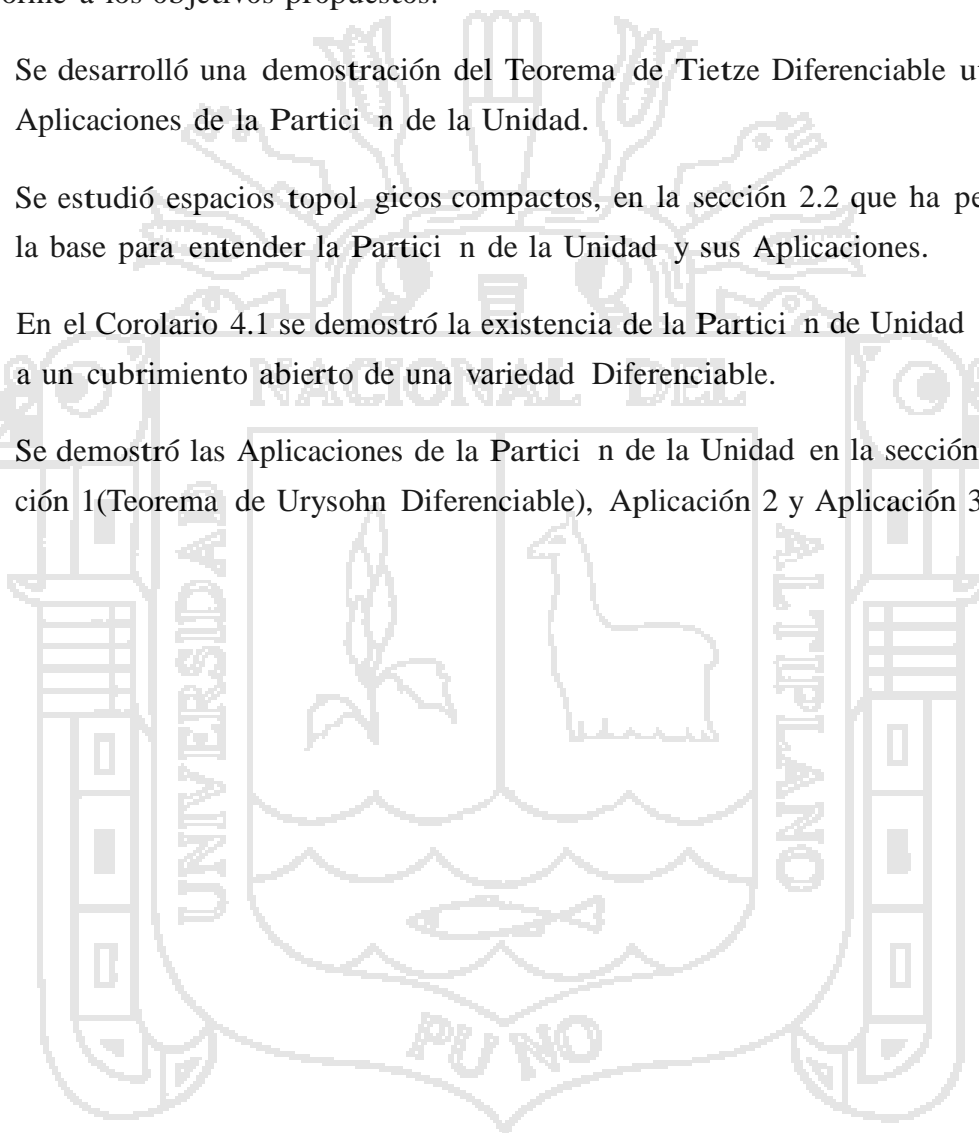 orme a los objetivos propuestos.
Se desarrolló una demostración del Teorema de Tietze Diferenciable u
Aplicaciones de la Partici n de la Unidad.
Se estudió espacios topol gicos compactos, en la sección 2.2 que ha pe
la base para entender la Partici n de la Unidad y sus Aplicaciones.
En el Corolario 4.1 se demostró la existencia de la Partici n de Unidad
a un cubrimiento abierto de una variedad Diferenciable.
Se demostró las Aplicaciones de la Partici n de la Unidad en la sección
ción 1(Teorema de Urysohn Diferenciable), Aplicación 2 y Aplicación 3
NACIONAL DEL
UNIVERSIDAD
ALTIPLANO
PUNO